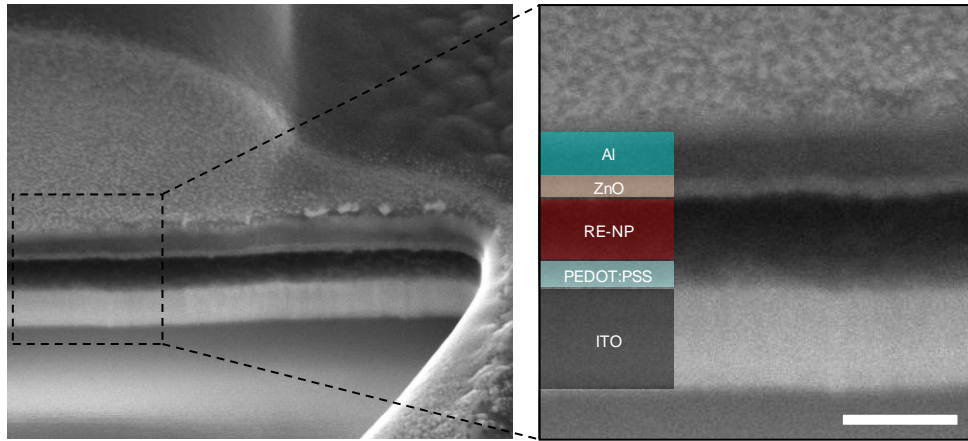 Al
ZnO
RE-NP
PEDOT:PSS
ITO